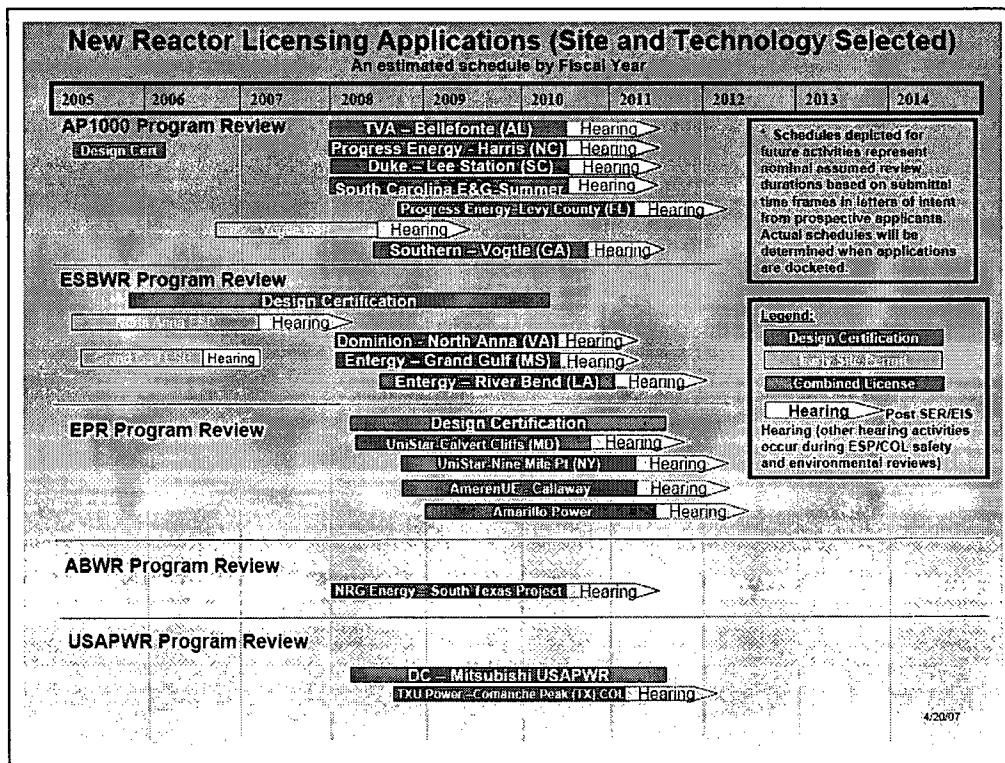 New Reactor Licensing Applications (Site and Technology Selected)
An estimated schedule by Fiscal Year
2005 2006 2007 2008 2009 2010 2011 2012 2013 2014
AP1000 Program Review
Design Cert
TVA – Bellefonte (AL) Hearing
Progress Energy - Harris (NC) Hearing
Duke – Lee Station (SC) Hearing
South Carolina E&G-Summer Hearing
Progress Energy-Levy County (FL) Hearing
Hearing
Southern – Vogtle (GA) Hearing
* Schedules depicted for
future activities represent
nominal assumed review
durations based on submittal
time frames in letters of intent
from prospective applicants.
Actual schedules will be
determined when applications
are docketed.
ESBWR Program Review
Design Certification
North Anna ESP Hearing
Dominion - North Anna (VA) Hearing
Grand Gulf ESP Hearing
Entergy – Grand Gulf (MS) Hearing
Entergy – River Bend (LA) Hearing
Legend:
Design Certification
Early Site Permit
Combined License
Hearing Post SER/EIS
Hearing (other hearing activities
occur during ESP/COL safety
and environmental reviews)
EPR Program Review
Design Certification
UniStar-Calvert Cliffs (MD) Hearing
UniStar-Nine Mile Pt (NY) Hearing
AmerenUE - Callaway Hearing
Amarillo Power Hearing
ABWR Program Review
NRG Energy – South Texas Project Hearing
USAPWR Program Review
DC – Mitsubishi USAPWR
TXU Power –Comanche Peak (TX) COL Hearing
4/20/07